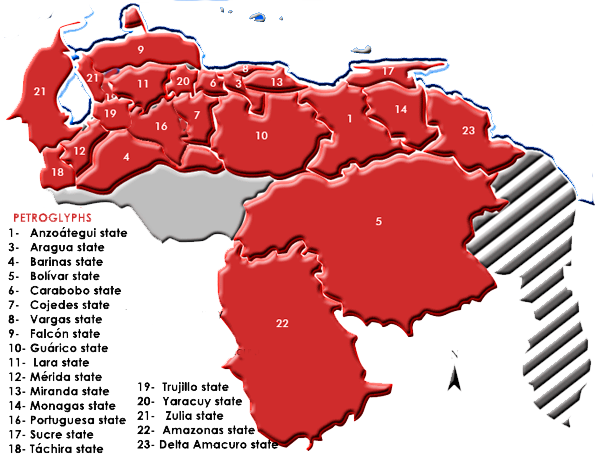 9
21
21
11
20
6
8
3
13
17
19
16
7
10
1
14
23
12
4
18
5
22
PETROGLYPHS
1- Anzoátegui state
3- Aragua state
4- Barinas state
5- Bolívar state
6- Carabobo state
7- Cojedes state
8- Vargas state
9- Falcón state
10- Guárico state
11- Lara state
12- Mérida state
13- Miranda state
14- Monagas state
16- Portuguesa state
17- Sucre state
18- Táchira state
19- Trujillo state
20- Yaracuy state
21- Zulia state
22- Amazonas state
23- Delta Amacuro state